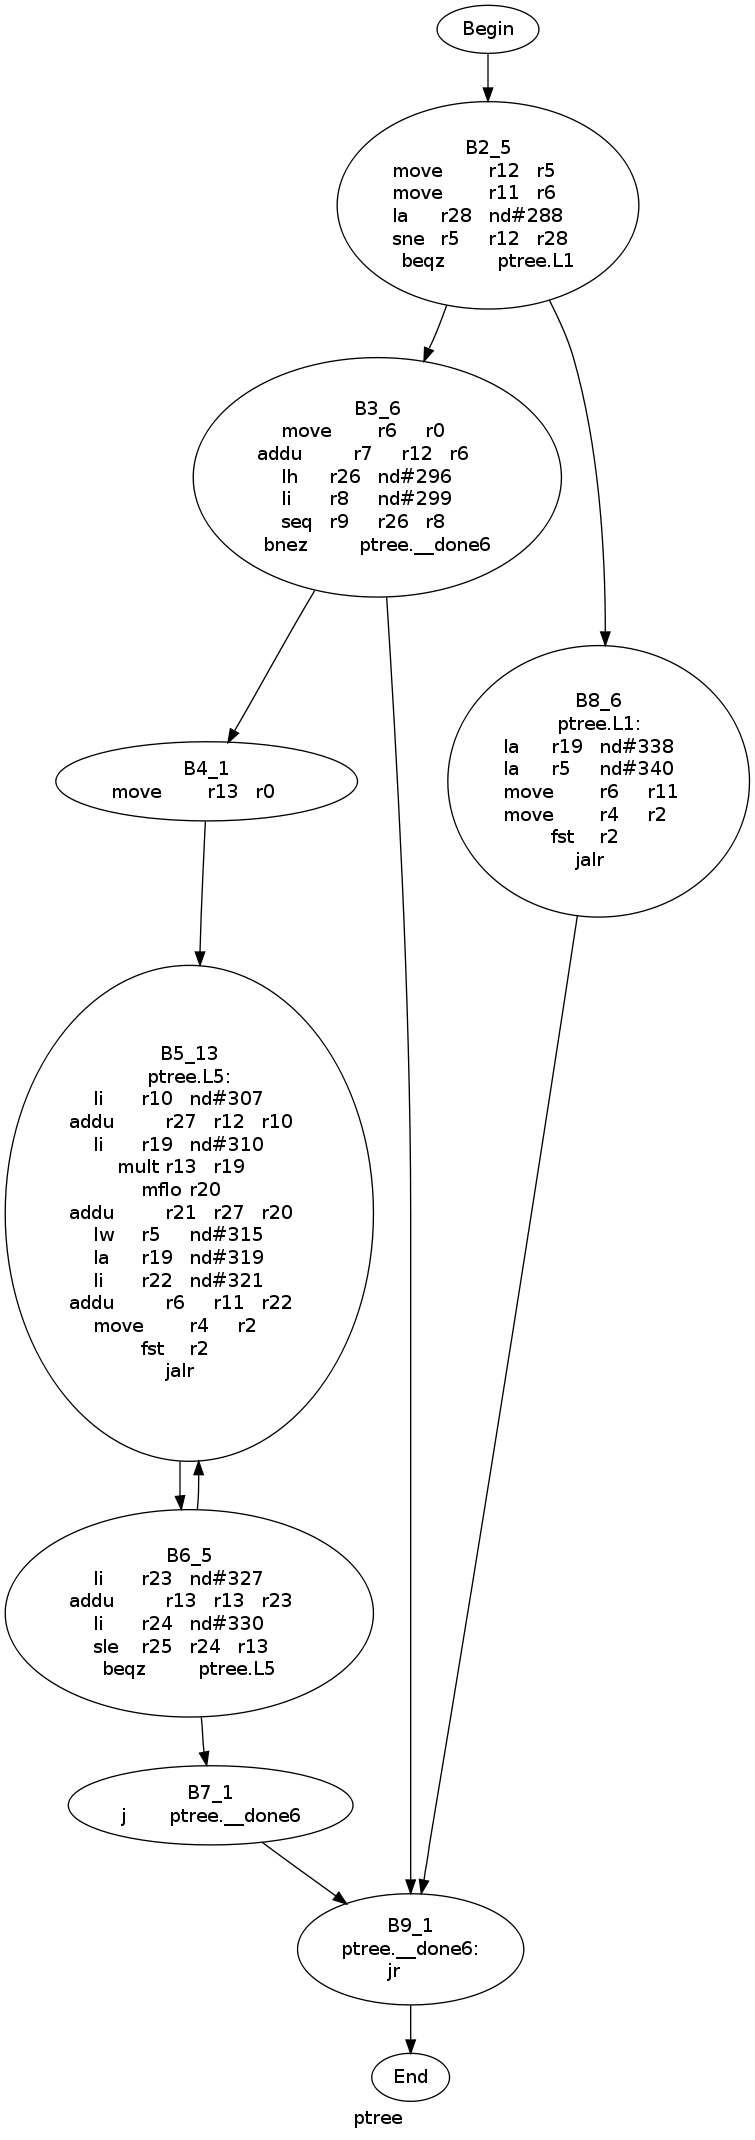 Begin
B2_5
move r12 r5
move r11 r6
la r28 nd#288
sne r5 r12 r28
beqz ptree.L1
B3_6
move r6 r0
addu r7 r12 r6
lh r26 nd#296
li r8 nd#299
seq r9 r26 r8
bnez ptree.__done6
B8_6
ptree.L1:
la r19 nd#338
la r5 nd#340
move r6 r11
move r4 r2
fst r2
jalr
B4_1
move r13 r0
B5_13
ptree.L5:
li r10 nd#307
addu r27 r12 r10
li r19 nd#310
mult r13 r19
mflo r20
addu r21 r27 r20
lw r5 nd#315
la r19 nd#319
li r22 nd#321
addu r6 r11 r22
move r4 r2
fst r2
jalr
B6_5
li r23 nd#327
addu r13 r13 r23
li r24 nd#330
sle r25 r24 r13
beqz ptree.L5
B7_1
j ptree.__done6
B9_1
ptree.__done6:
jr
End
ptree